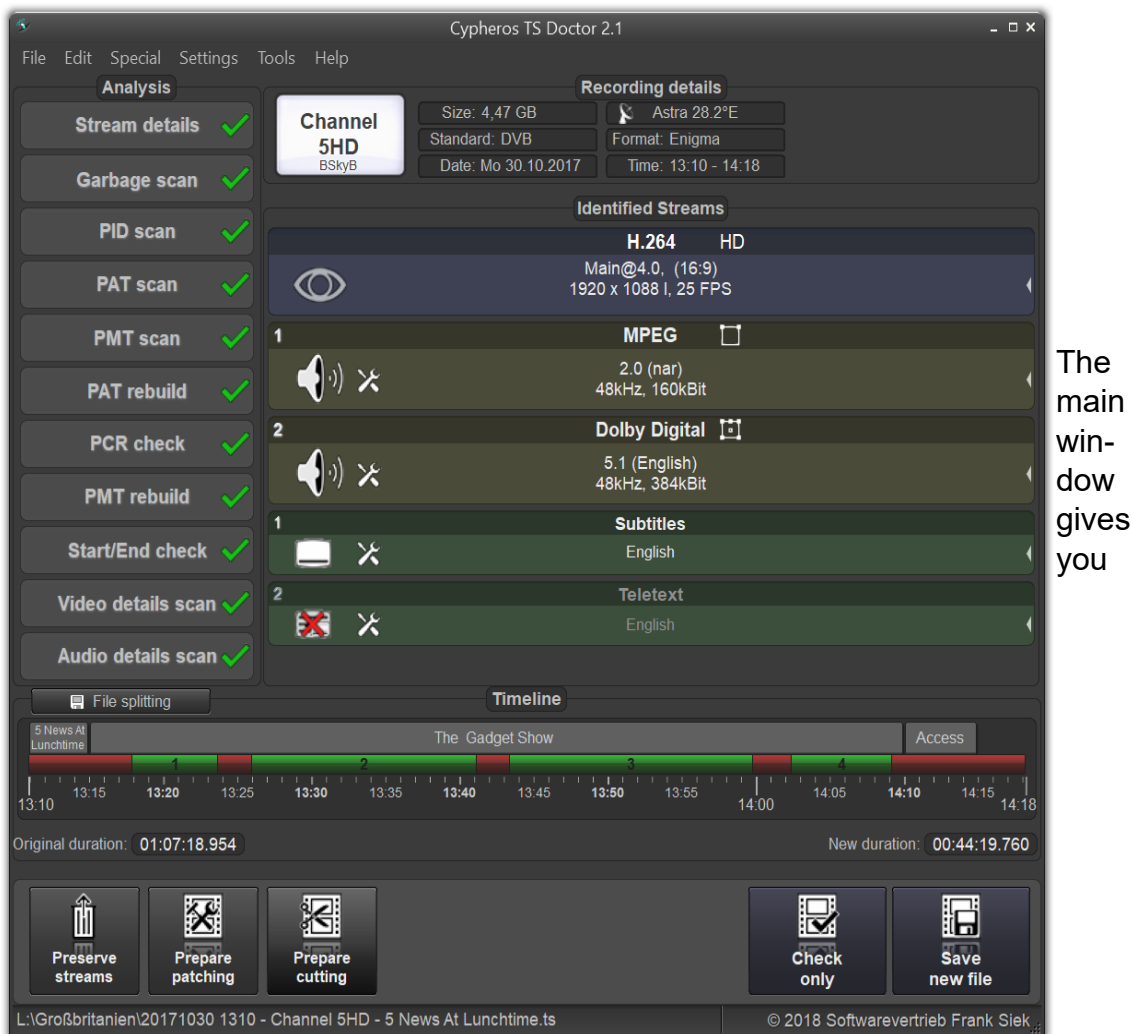 Cypheros TS Doctor 2.1
File Edit Special Settings Tools Help
Analysis
Stream details
Garbage scan
PID scan
PAT scan
PMT scan
PAT rebuild
PCR check
PMT rebuild
Start/End check
Video details scan
Audio details scan
Recording details
Channel
5HD
BSkyB
Size: 4,47 GB
Astra 28.2°E
Standard: DVB
Format: Enigma
Date: Mo 30.10.2017
Time: 13:10 - 14:18
Identified Streams
H.264 HD
Main@4.0, (16:9)
1920 x 1088 I, 25 FPS
1 MPEG
2.0 (nar)
48kHz, 160kBit
2 Dolby Digital
5.1 (English)
48kHz, 384kBit
1 Subtitles
English
2 Teletext
English
File splitting
Timeline
5 News At
Lunchtime
The Gadget Show
Access
1 2 3 4
13:10 13:15 13:20 13:25 13:30 13:35 13:40 13:45 13:50 13:55 14:00 14:05 14:10 14:15 14:18
Original duration: 01:07:18.954
New duration: 00:44:19.760
Preserve
streams
Prepare
patching
Prepare
cutting
Check
only
Save
new file
L:\Großbritanien\20171030 1310 - Channel 5HD - 5 News At Lunchtime.ts
© 2018 Softwarevertrieb Frank Siek
The
main
win-
dow
gives
you